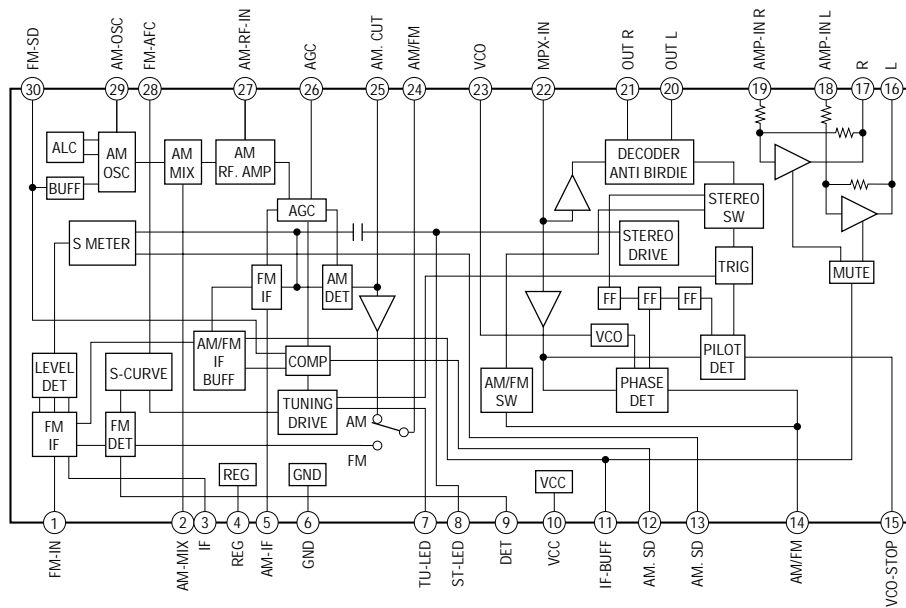 FM-SD
AM-OSC
FM-AFC
AM-RF-IN
AGC
AM. CUT
AM/FM
VCO
MPX-IN
OUT R
OUT L
AMP-IN R
AMP-IN L
R
L
30
29
28
27
26
25
24
23
22
21
20
19
18
17
16
ALC
AM
OSC
BUFF
AM
MIX
AM
RF. AMP
AGC
DECODER
ANTI BIRDIE
STEREO
SW
S METER
STEREO
DRIVE
MUTE
FM
IF
AM
DET
TRIG
FF
FF
FF
AM/FM
IF
BUFF
COMP
VCO
PILOT
DET
LEVEL
DET
S-CURVE
TUNING
DRIVE
AM/FM
SW
PHASE
DET
FM
IF
FM
DET
AM
FM
REG
GND
VCC
1
2
3
4
5
6
7
8
9
10
11
12
13
14
15
FM-IN
AM-MIX
IF
REG
AM-IF
GND
TU-LED
ST-LED
DET
VCC
IF-BUFF
AM. SD
AM. SD
AM/FM
VCO-STOP